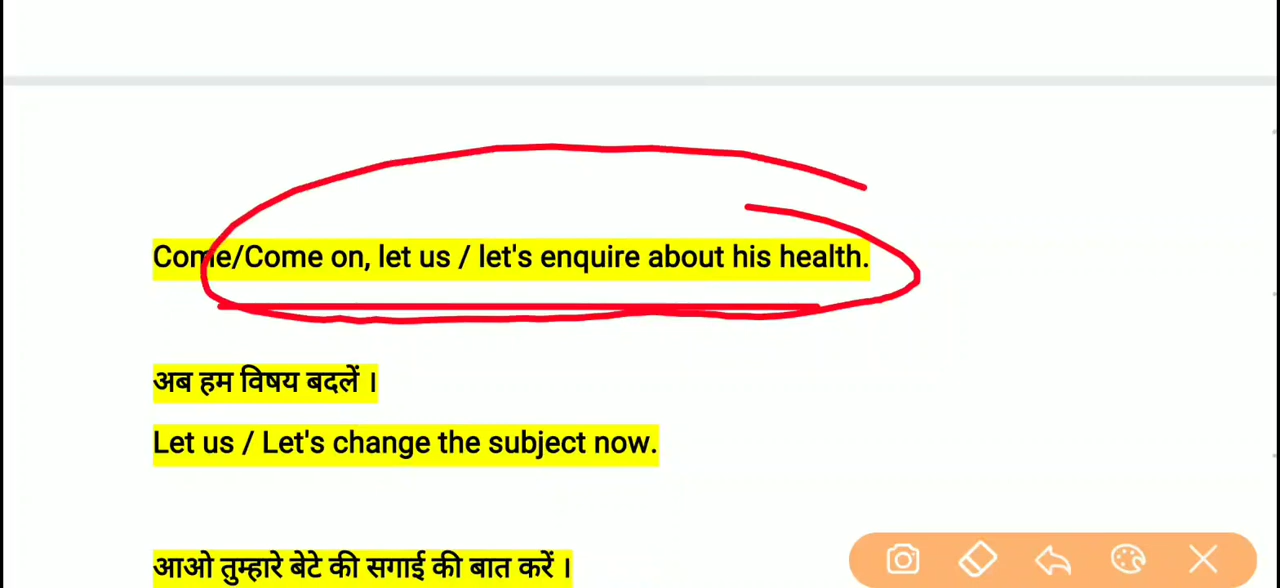 Come/Come on, let us / let's enquire about his health.
अब हम विषय बदलें ।
Let us / Let's change the subject now.
आओ तुम्हारे बेटे की सगाई की बात करें ।